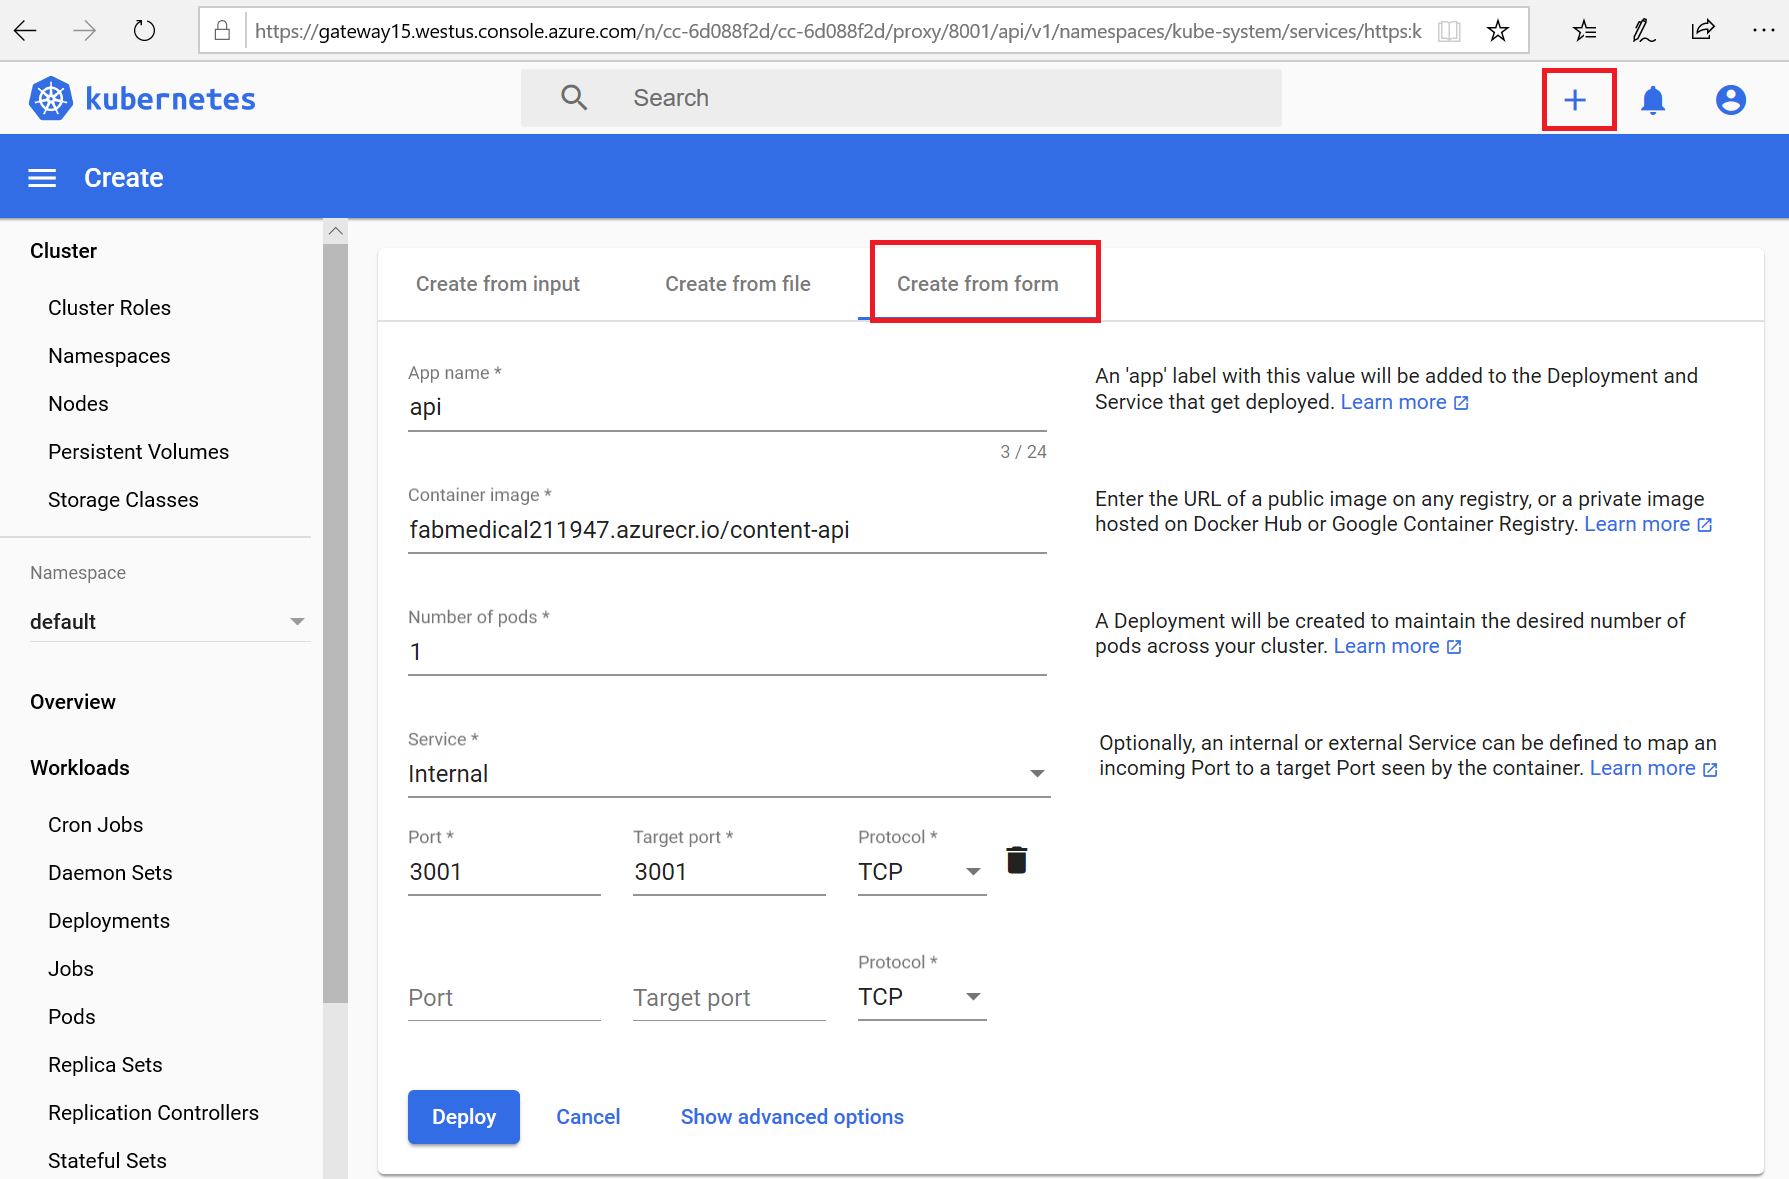 https://gateway15.westus.console.azure.com/n/cc-6d088f2d/cc-6d088f2d/proxy/8001/api/v1/namespaces/kube-system/services/https:k
kubernetes
Search
Create
Cluster
Cluster Roles
Namespaces
Nodes
Persistent Volumes
Storage Classes
Namespace
default
Overview
Workloads
Cron Jobs
Daemon Sets
Deployments
Jobs
Pods
Replica Sets
Replication Controllers
Stateful Sets
Create from input
Create from file
Create from form
App name *
api
3 / 24
An 'app' label with this value will be added to the Deployment and
Service that get deployed. Learn more
Container image *
fabmedical211947.azurecr.io/content-api
Enter the URL of a public image on any registry, or a private image
hosted on Docker Hub or Google Container Registry. Learn more
Number of pods *
1
A Deployment will be created to maintain the desired number of
pods across your cluster. Learn more
Service *
Internal
Optionally, an internal or external Service can be defined to map an
incoming Port to a target Port seen by the container. Learn more
Port *
Target port *
Protocol *
3001
3001
TCP
Protocol *
Port
Target port
TCP
Deploy
Cancel
Show advanced options